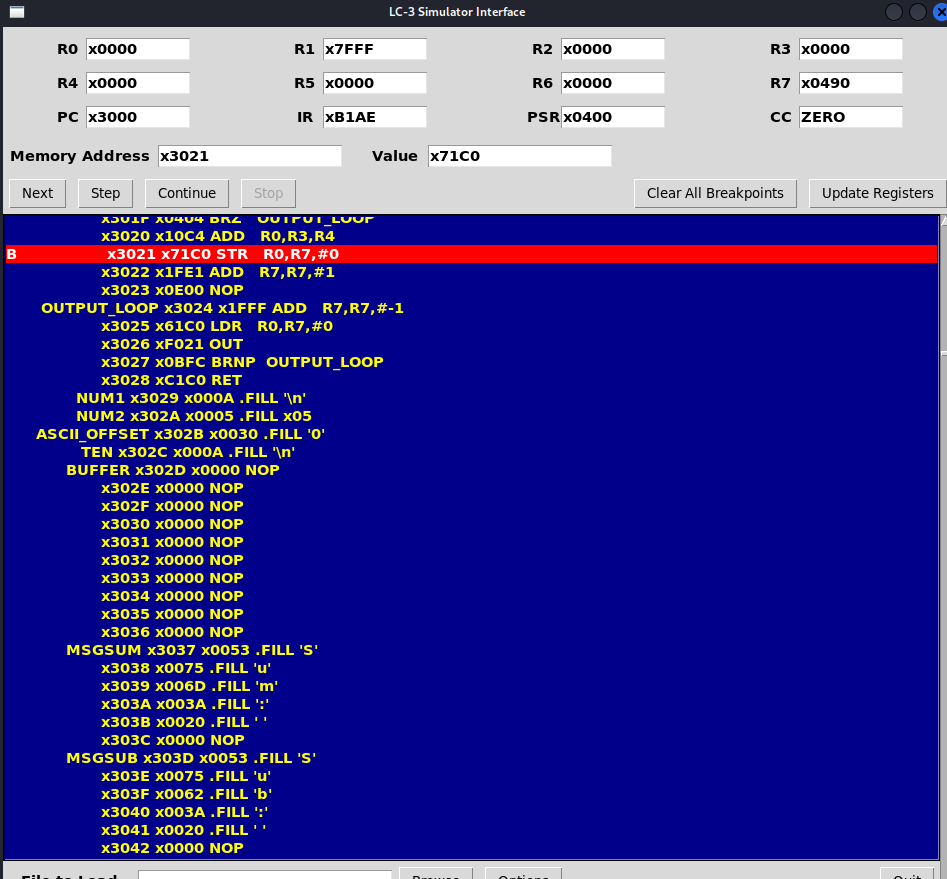 LC-3 Simulator Interface
R0 x0000 R1 x7FFF R2 x0000 R3 x0000
R4 x0000 R5 x0000 R6 x0000 R7 x0490
PC x3000 IR xB1AE PSR x0400 CC ZERO
Memory Address x3021 Value x71C0
Next Step Continue Stop Clear All Breakpoints Update Registers
x301F x0404 BRZ OUTPUT_LOOP
x3020 x10C4 ADD R0,R3,R4
B x3021 x71C0 STR R0,R7,#0
x3022 x1FE1 ADD R7,R7,#1
x3023 x0E00 NOP
OUTPUT_LOOP x3024 x1FFF ADD R7,R7,#-1
x3025 x61C0 LDR R0,R7,#0
x3026 xF021 OUT
x3027 x0BFC BRNP OUTPUT_LOOP
x3028 xC1C0 RET
NUM1 x3029 x000A .FILL '\n'
NUM2 x302A x0005 .FILL x05
ASCII_OFFSET x302B x0030 .FILL '0'
TEN x302C x000A .FILL '\n'
BUFFER x302D x0000 NOP
x302E x0000 NOP
x302F x0000 NOP
x3030 x0000 NOP
x3031 x0000 NOP
x3032 x0000 NOP
x3033 x0000 NOP
x3034 x0000 NOP
x3035 x0000 NOP
x3036 x0000 NOP
MSGSUM x3037 x0053 .FILL 'S'
x3038 x0075 .FILL 'u'
x3039 x006D .FILL 'm'
x303A x003A .FILL ':'
x303B x0020 .FILL ' '
x303C x0000 NOP
MSGSUB x303D x0053 .FILL 'S'
x303E x0075 .FILL 'u'
x303F x0062 .FILL 'b'
x3040 x003A .FILL ':'
x3041 x0020 .FILL ' '
x3042 x0000 NOP
File to Load Browse Options Quit